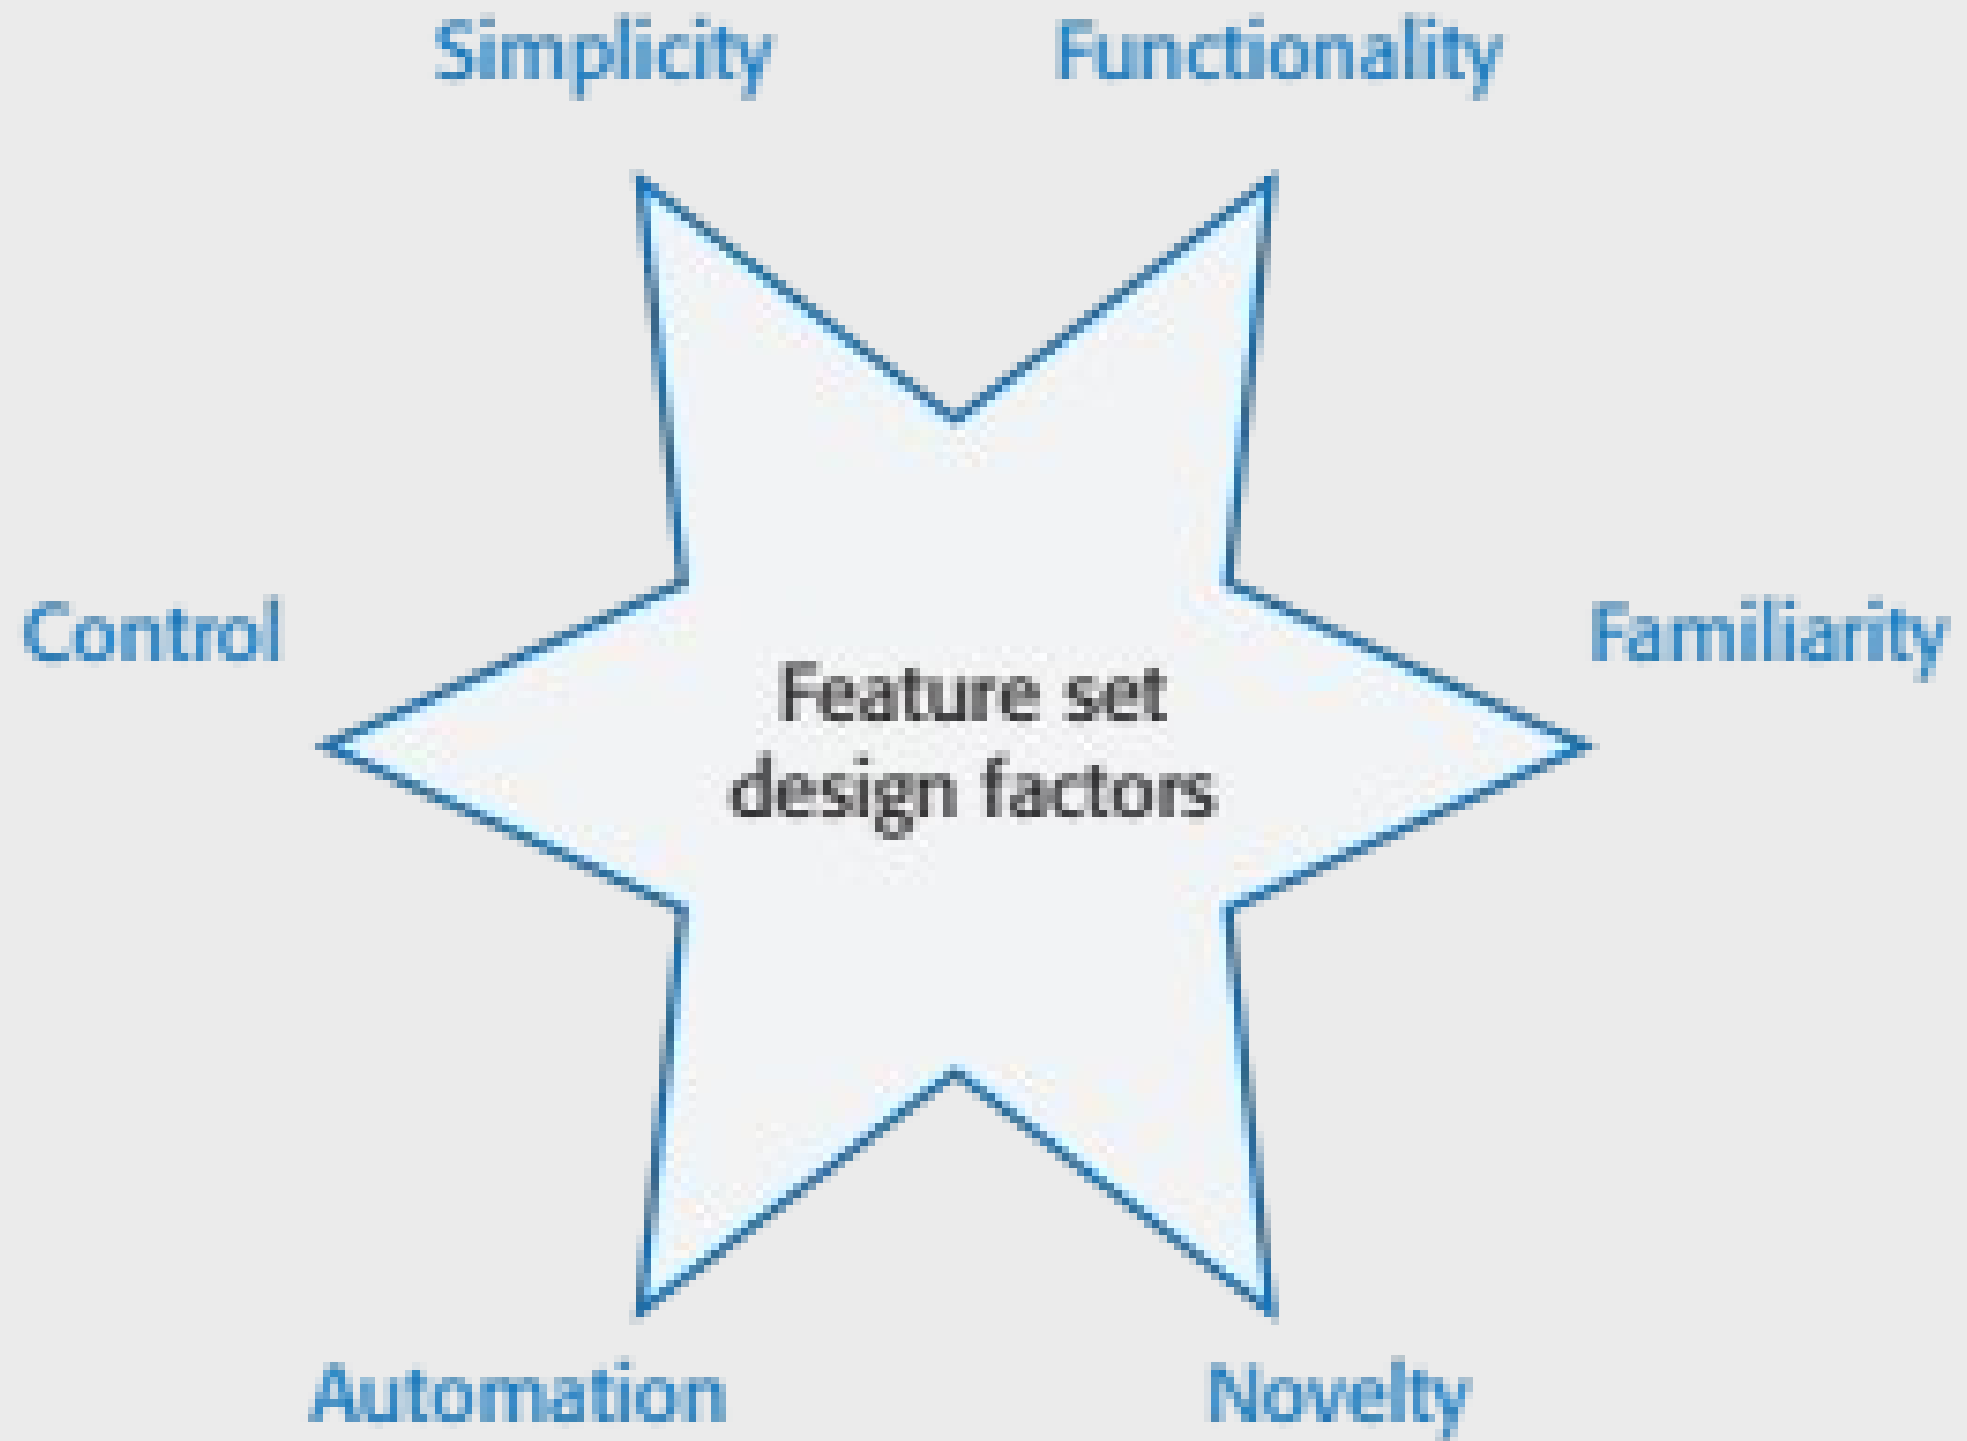 Simplicity
Functionality
Control
Familiarity
Feature set
design factors
Automation
Novelty